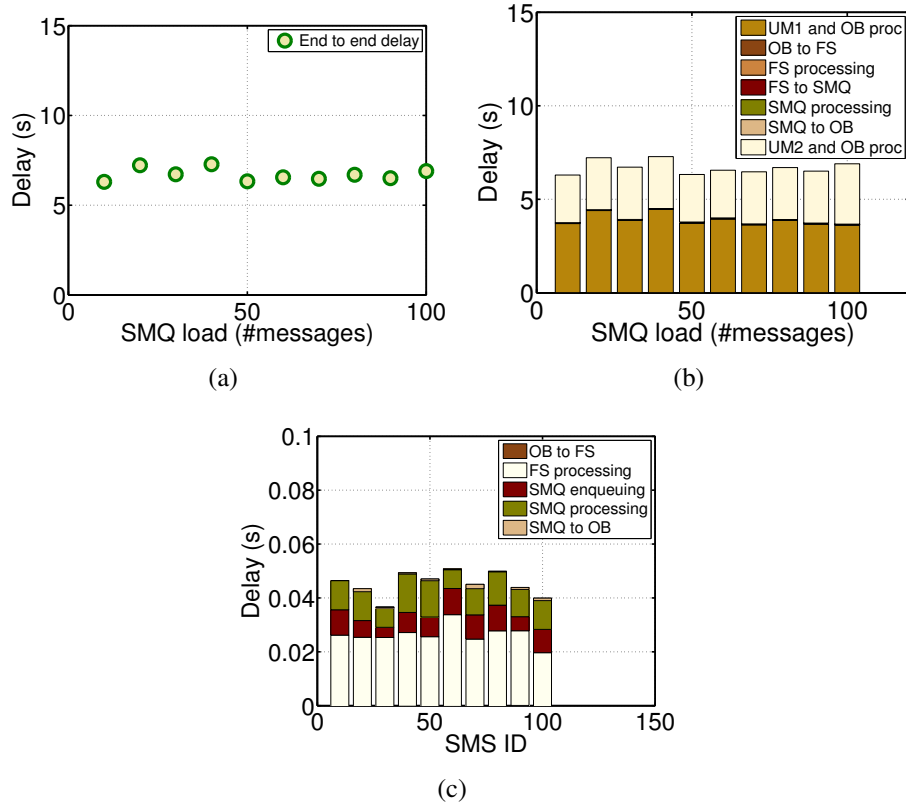 15
10
5
0
Delay (s)
End to end delay
0
50
100
SMQ load (#messages)
(a)
15
10
5
0
Delay (s)
UM1 and OB proc
OB to FS
FS processing
FS to SMQ
SMQ processing
SMQ to OB
UM2 and OB proc
0
50
100
SMQ load (#messages)
(b)
0.1
0.08
0.06
0.04
0.02
0
Delay (s)
OB to FS
FS processing
SMQ enqueuing
SMQ processing
SMQ to OB
0
50
100
150
SMS ID
(c)